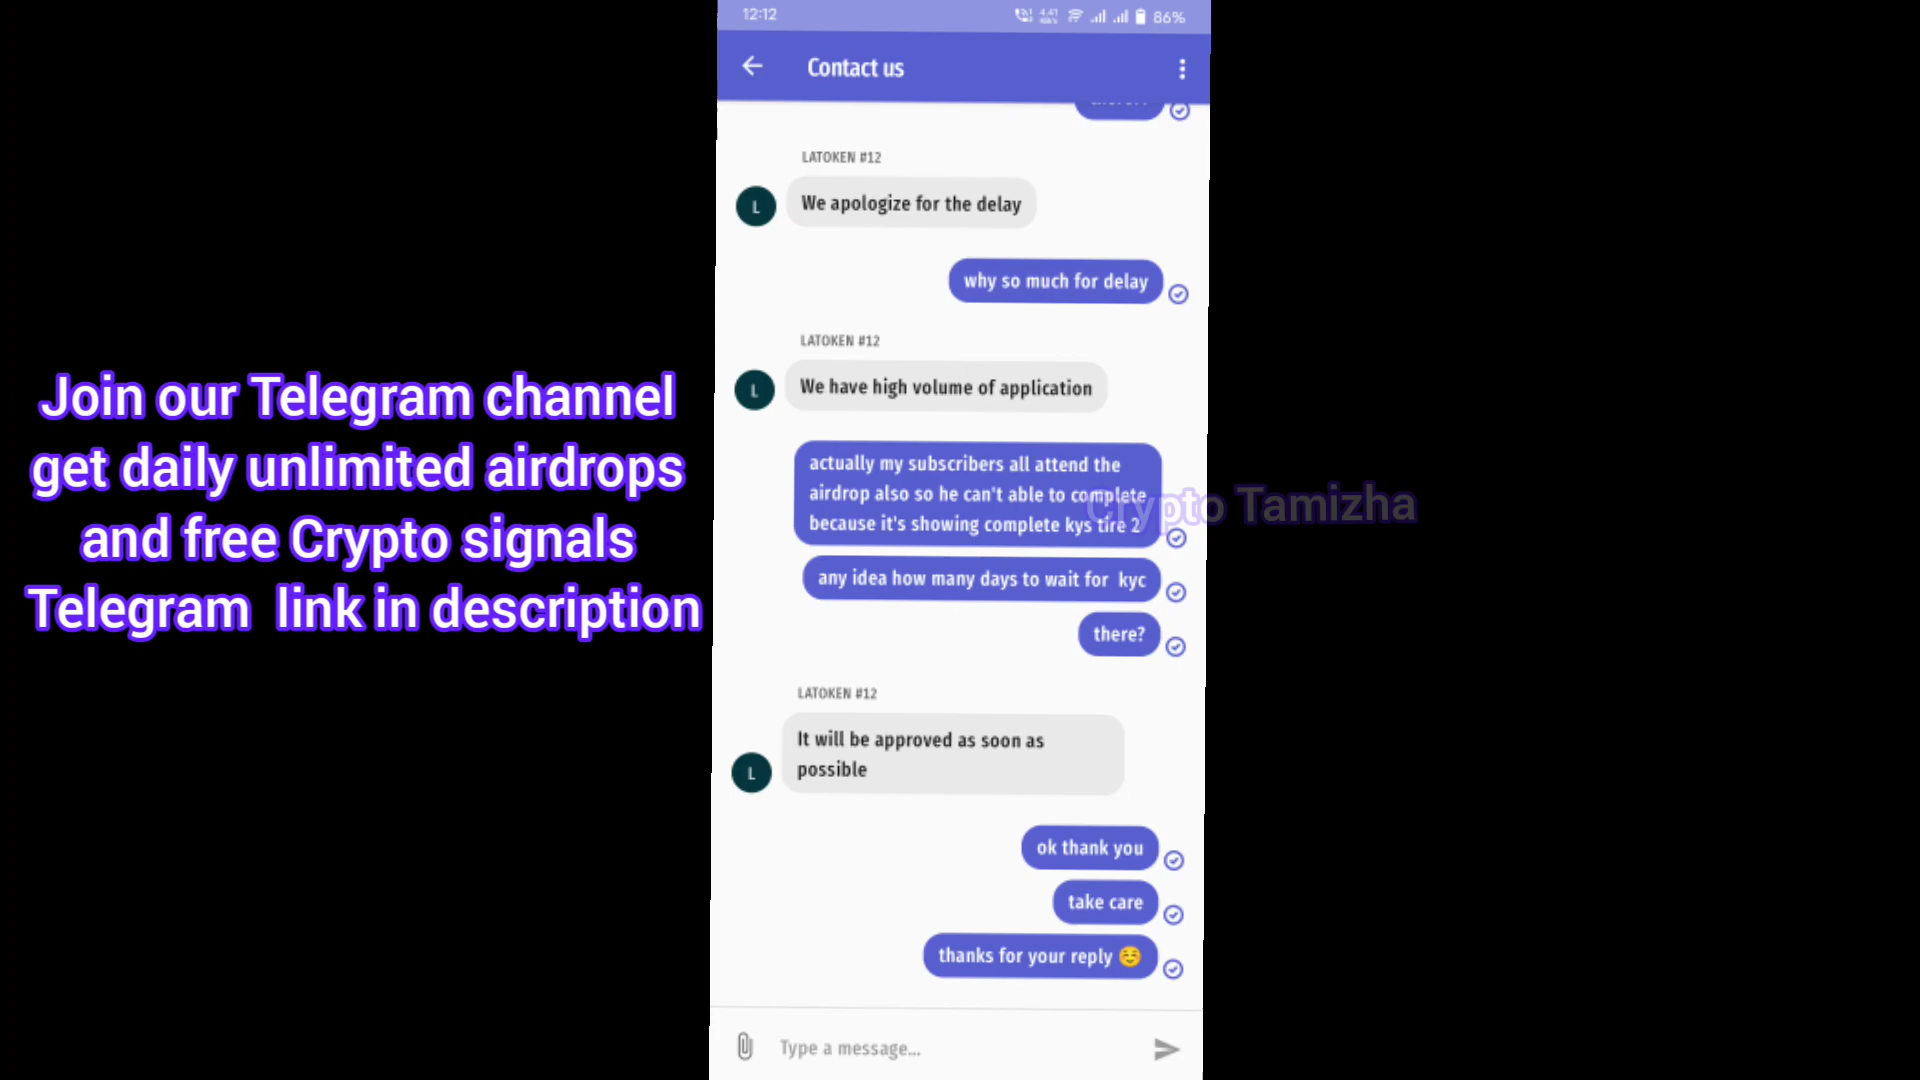 12:12
86%
Contact us
LATOKEN #12
L
We apologize for the delay
why so much for delay
LATOKEN #12
L
We have high volume of application
actually my subscribers all attend the
airdrop also so he can't able to complete
because it's showing complete kys tire 2
any idea how many days to wait for kyc
there?
LATOKEN #12
It will be approved as soon as
possible
L
ok thank you
take care
thanks for your reply ☺️
Type a message...
Join our Telegram channel
get daily unlimited airdrops
and free Crypto signals
Telegram link in description
Crypto Tamizha